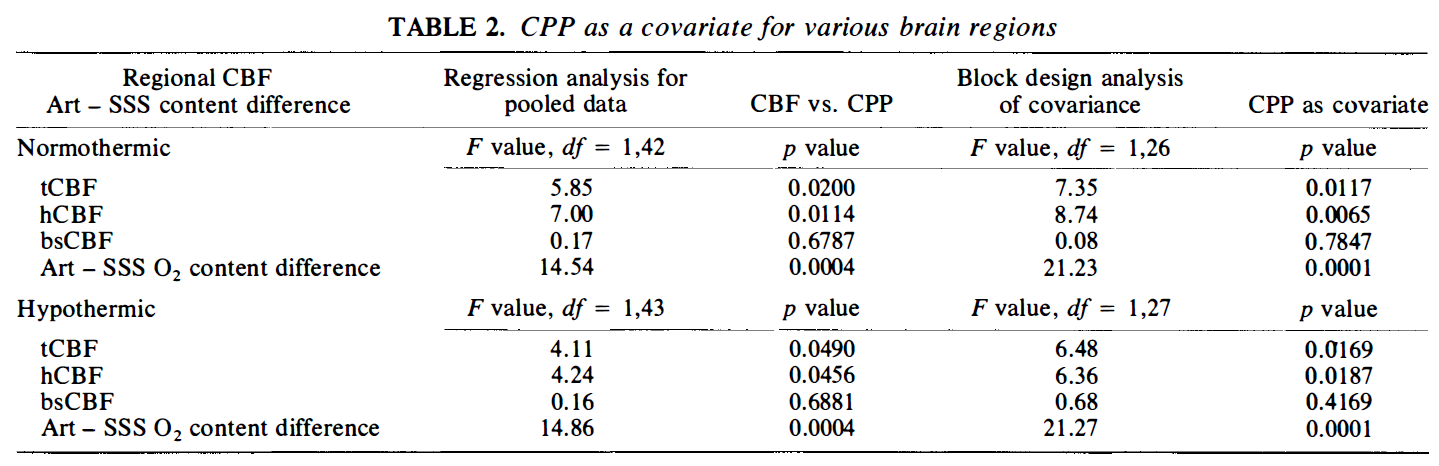 TABLE 2. CPP as a covariate for various brain regions
Regional CBF Regression analysis for Block design analysis
Art – SSS content difference pooled data CBF vs. CPP of covariance CPP as covariate
Normothermic F value, df = 1,42 p value F value, df = 1,26 p value
tCBF 5.85 0.0200 7.35 0.0117
hCBF 7.00 0.0114 8.74 0.0065
bsCBF 0.17 0.6787 0.08 0.7847
Art – SSS O2 content difference 14.54 0.0004 21.23 0.0001
Hypothermic F value, df = 1,43 p value F value, df = 1,27 p value
tCBF 4.11 0.0490 6.48 0.0169
hCBF 4.24 0.0456 6.36 0.0187
bsCBF 0.16 0.6881 0.68 0.4169
Art – SSS O2 content difference 14.86 0.0004 21.27 0.0001